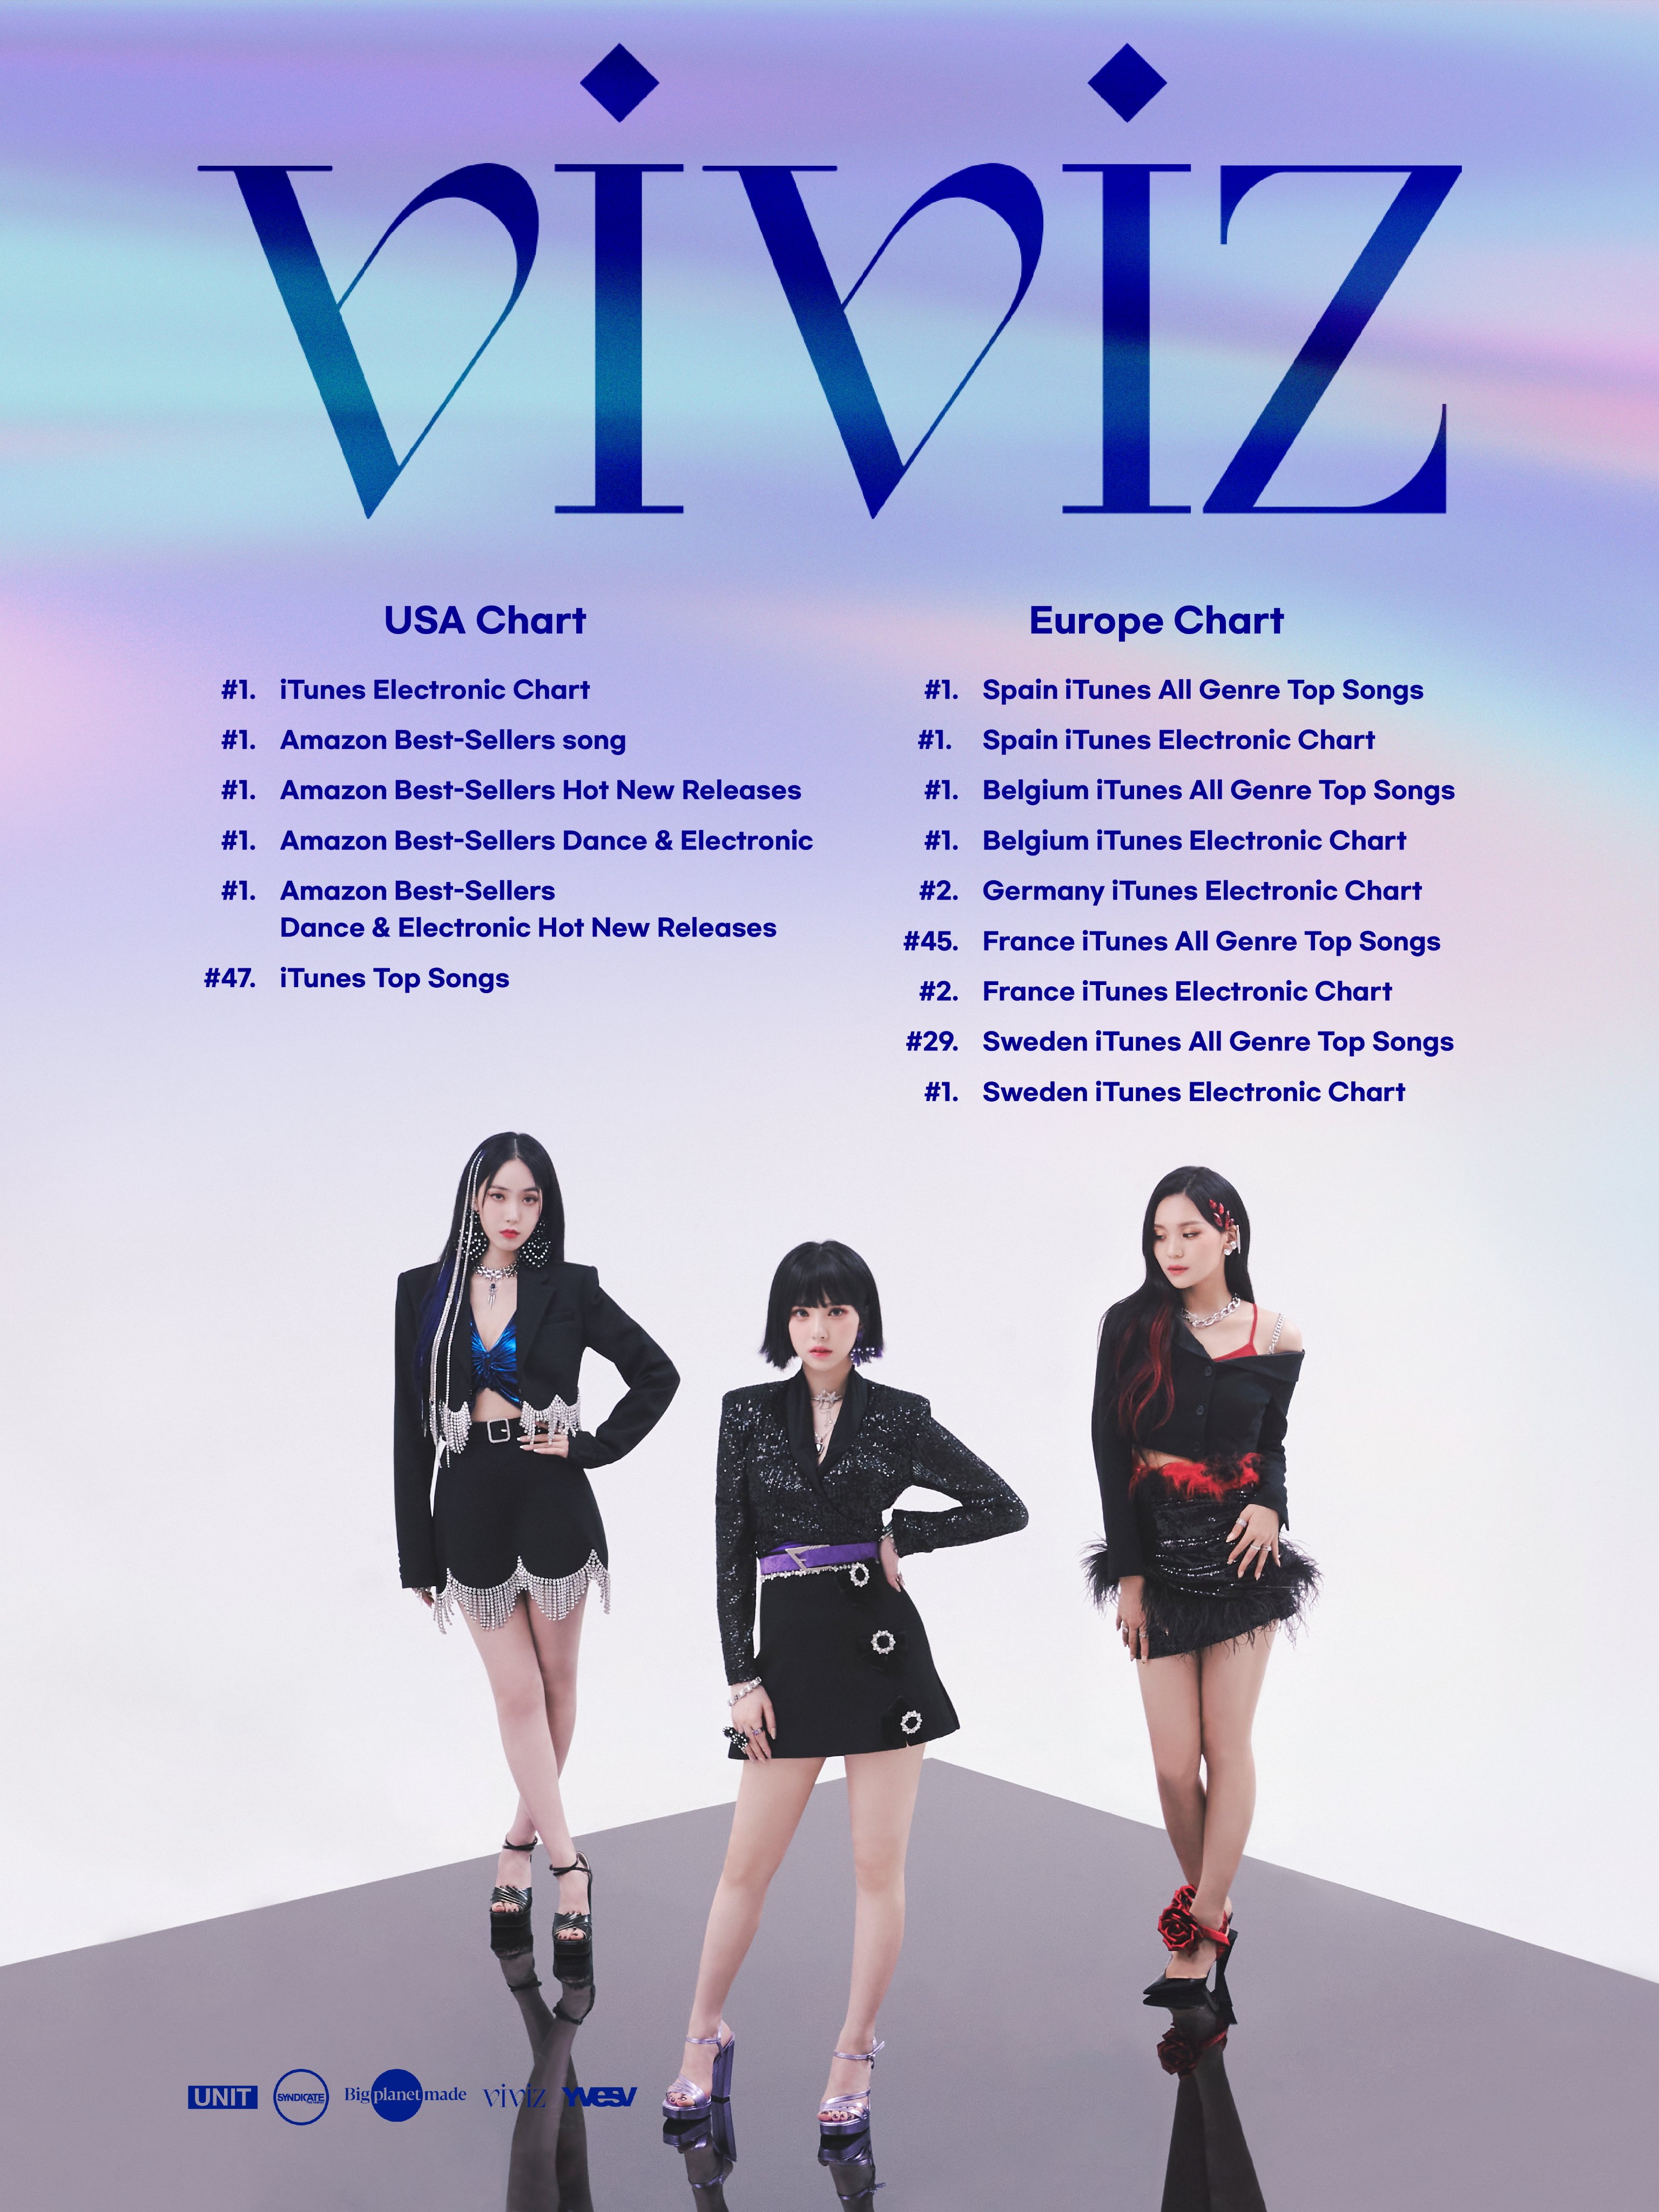 ViViZ
USA Chart
#1. iTunes Electronic Chart
#1. Amazon Best-Sellers song
#1. Amazon Best-Sellers Hot New Releases
#1. Amazon Best-Sellers Dance & Electronic
#1. Amazon Best-Sellers
Dance & Electronic Hot New Releases
#47. iTunes Top Songs
Europe Chart
#1. Spain iTunes All Genre Top Songs
#1. Spain iTunes Electronic Chart
#1. Belgium iTunes All Genre Top Songs
#1. Belgium iTunes Electronic Chart
#2. Germany iTunes Electronic Chart
#45. France iTunes All Genre Top Songs
#2. France iTunes Electronic Chart
#29. Sweden iTunes All Genre Top Songs
#1. Sweden iTunes Electronic Chart
UNIT SYNDICATE Bigplanetmade ViViZ YVESV